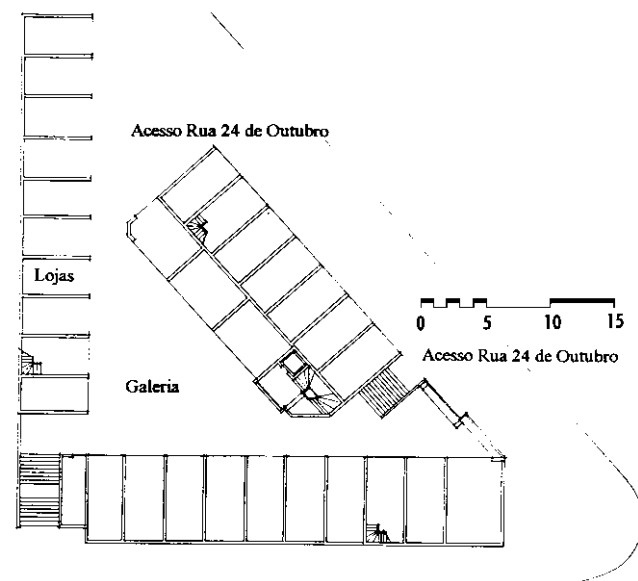 Acesso Rua 24 de Outubro
Lojas
0 5 10 15
Acesso Rua 24 de Outubro
Galeria